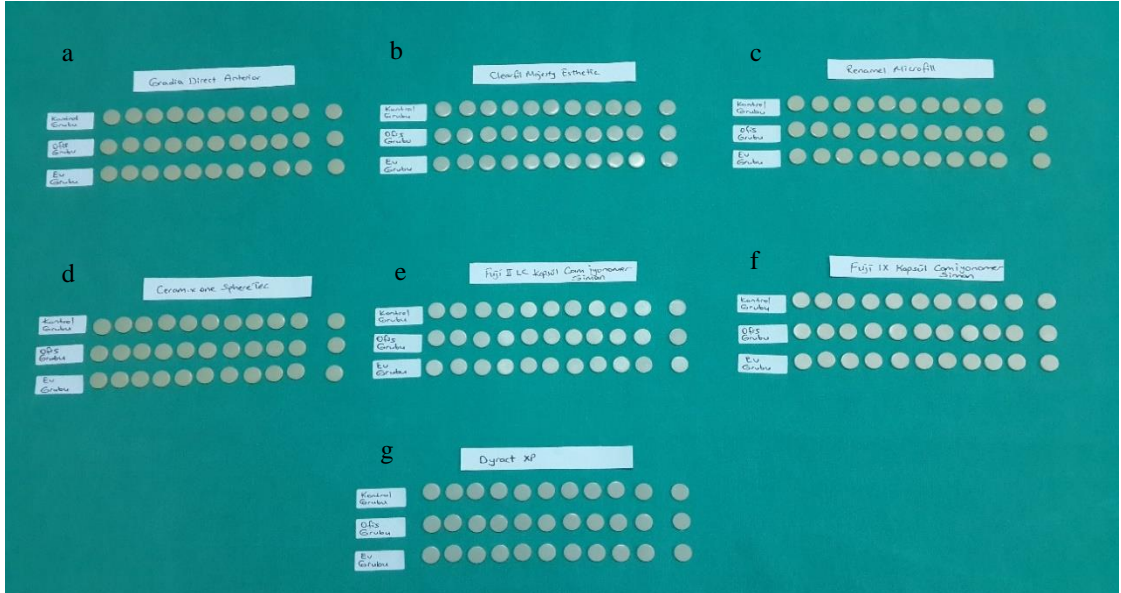 a
Gradia Direct Anterior
Kontrol
Grubu
Ofis
Grubu
Ev
Grubu
b
Clearfil Majesty Esthetic
Kontrol
Grubu
Ofis
Grubu
Ev
Grubu
c
Renamel Microfill
Kontrol
Grubu
Ofis
Grubu
Ev
Grubu
d
Ceram.x one SphereTec
Kontrol
Grubu
Ofis
Grubu
Ev
Grubu
e
Fuji II LC Kapsül Camiyonomer
Siman
Kontrol
Grubu
Ofis
Grubu
Ev
Grubu
f
Fuji IX Kapsül Camiyonomer
Siman
Kontrol
Grubu
Ofis
Grubu
Ev
Grubu
g
Dyract XP
Kontrol
Grubu
Ofis
Grubu
Ev
Grubu